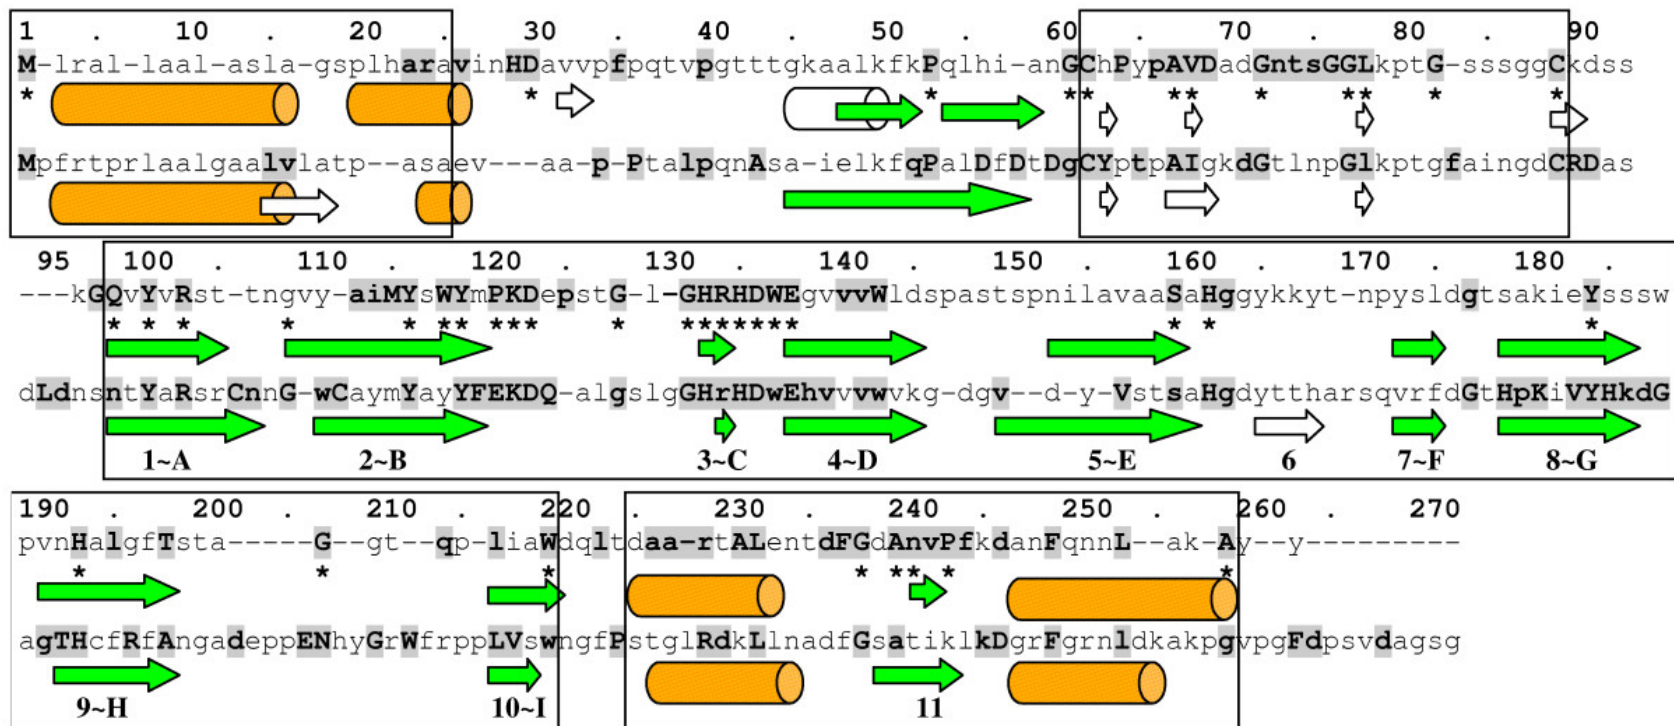 1 . 10 . 20 . 30 . 40 . 50 . 60 . 70 . 80 . 90
M-lral-laal-asla-gsplharavinHDavvpfpqtvpgtttgkaalkfkPqlhi-anGChPypAVDadGntsGGLkptG-sssggCkdss
* * * ** ** * ** * *
Mpfrtprlaalgaalvlatp--asaev---aa-p-PtalpqnAsa-ielkfqPalDfDtDgCYptpAIgkdGtlnpGlkptgfaingdCRDas
95 100 . 110 . 120 . 130 . 140 . 150 . 160 . 170 . 180 .
---kGQvYvRst-tngvy-aiMYsWYmPKDepstG-l-GHRHDWEgvvvWldspastspnilavaaSaHggykkyt-npysldgtsakieYsssw
* * * * * ** *** * ******* * * *
dLdnsntYaRsrCnnG-wCaymYayYFEKDQ-algslgGHrHDwEhvvvwvkg-dgv--d-y-VstsaHgdyttharsqvrfdGtHpKiVYHkdG
1~A 2~B 3~C 4~D 5~E 6 7~F 8~G
190 . 200 . 210 . 220 . 230 . 240 . 250 . 260 . 270
pvnHalgfTsta-----G--gt--qp-liaWdqltdaa-rtALentdFGdAnvPfkdanFqnnL--ak-Ay--y---------
* * * * ** * *
agTHcfRfAngadeppENhyGrWfrppLVswngfPstglRdkLlnadfGsatiklkDgrFgrnldkakpgvpgFdpsvdagsg
9~H 10~I 11